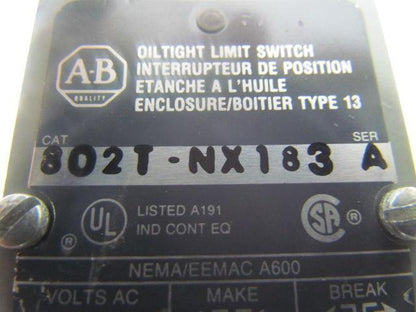 A-B
QUALITY
OILTIGHT LIMIT SWITCH
INTERRUPTEUR DE POSITION
ETANCHE A L'HUILE
ENCLOSURE/BOITIER TYPE 13
CAT SER
802T-NX183 A
® UL LISTED A191 SA ®
IND CONT EQ
NEMA/EEMAC A600
VOLTS AC MAKE BREAK